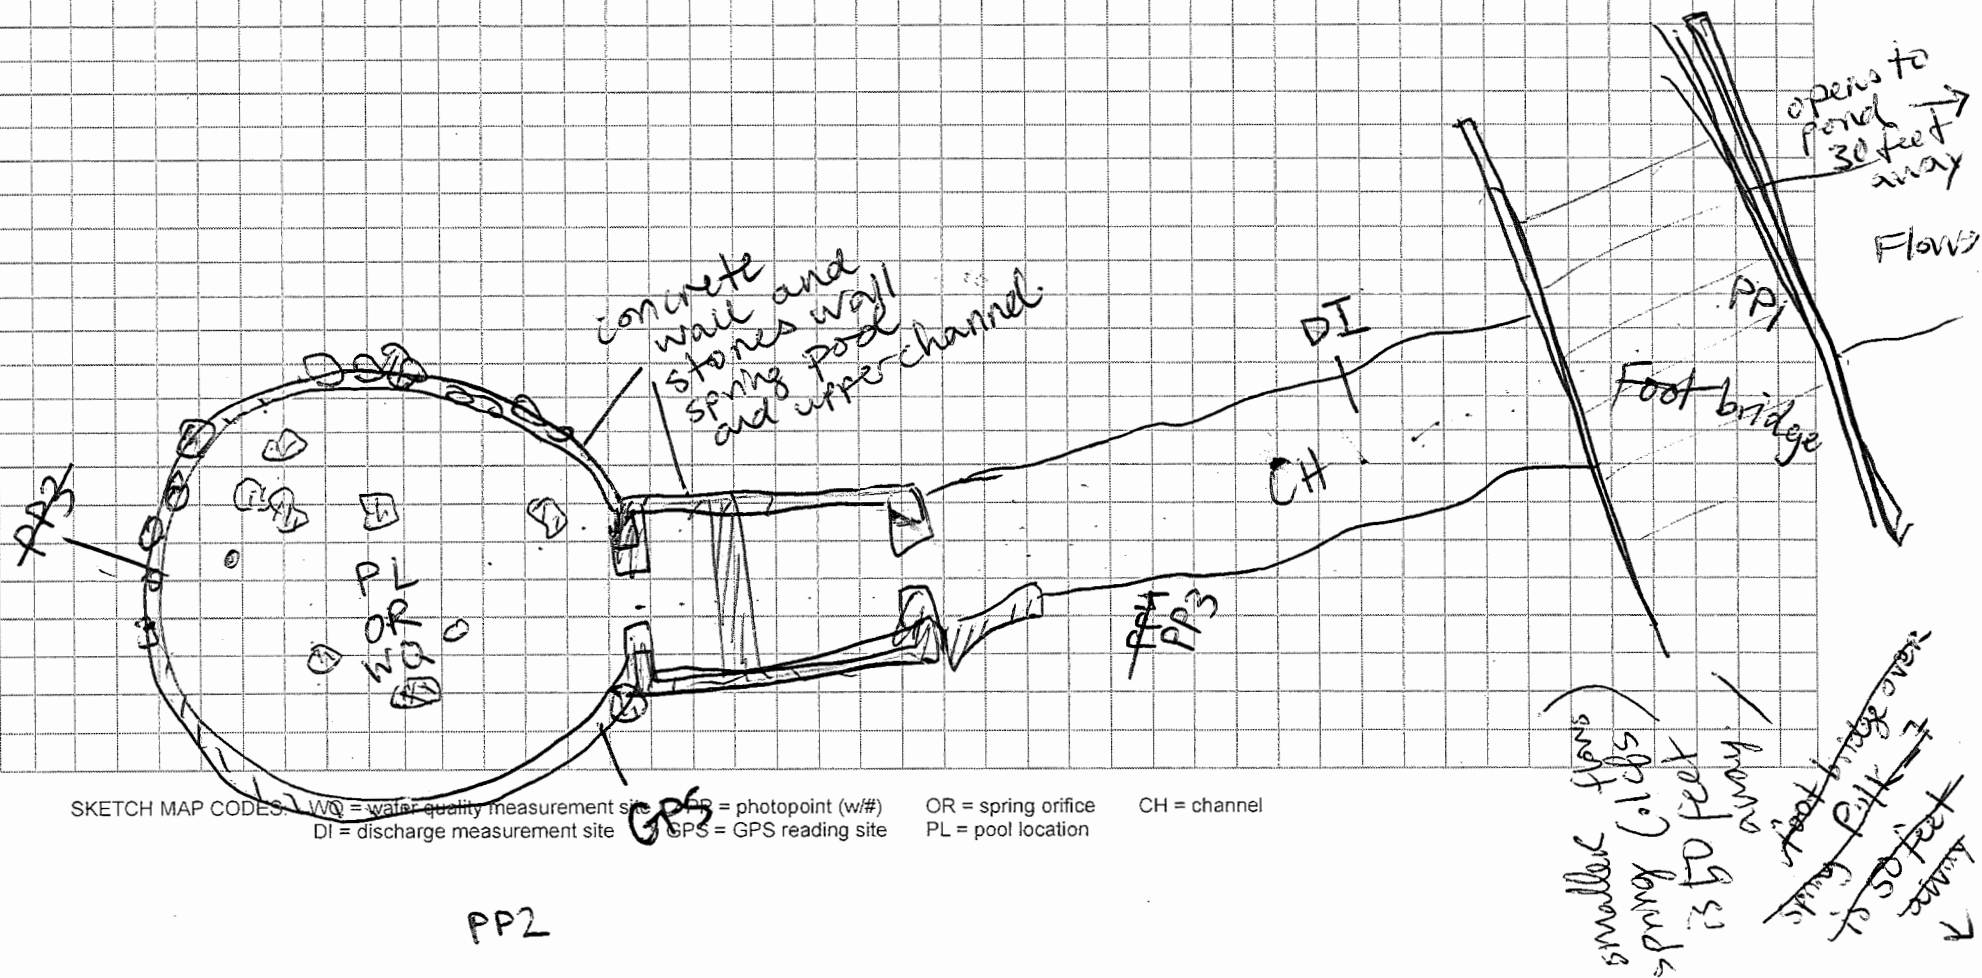 opens to
pond
30 feet
away
Flows
concrete
wall and
stones wall
spring pool
and upper channel
DI
PP1
Foot bridge
CH
PP3
PL
OR
WQ
PP4
PP3
GPS
SKETCH MAP CODES: WQ = water quality measurement site PP = photopoint (w/#) OR = spring orifice CH = channel
DI = discharge measurement site GPS = GPS reading site PL = pool location
PP2
smaller flows
spring
is 50 feet
away
foot bridge over
spring
is 50 feet
away